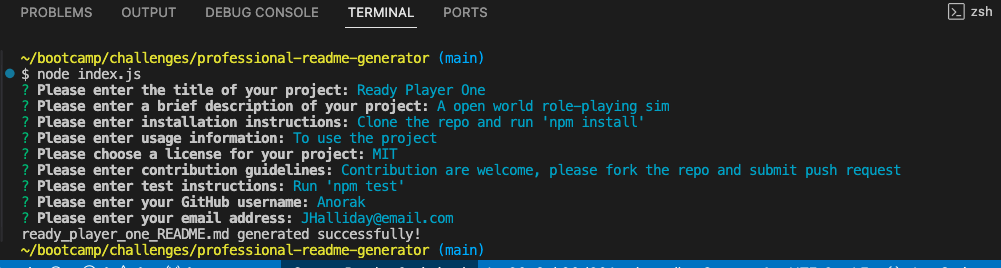 PROBLEMS OUTPUT DEBUG CONSOLE TERMINAL PORTS zsh
~/bootcamp/challenges/professional-readme-generator (main)
$ node index.js
? Please enter the title of your project: Ready Player One
? Please enter a brief description of your project: A open world role-playing sim
? Please enter installation instructions: Clone the repo and run 'npm install'
? Please enter usage information: To use the project
? Please choose a license for your project: MIT
? Please enter contribution guidelines: Contribution are welcome, please fork the repo and submit push request
? Please enter test instructions: Run 'npm test'
? Please enter your GitHub username: Anorak
? Please enter your email address: JHalliday@email.com
ready_player_one_README.md generated successfully!
~/bootcamp/challenges/professional-readme-generator (main)